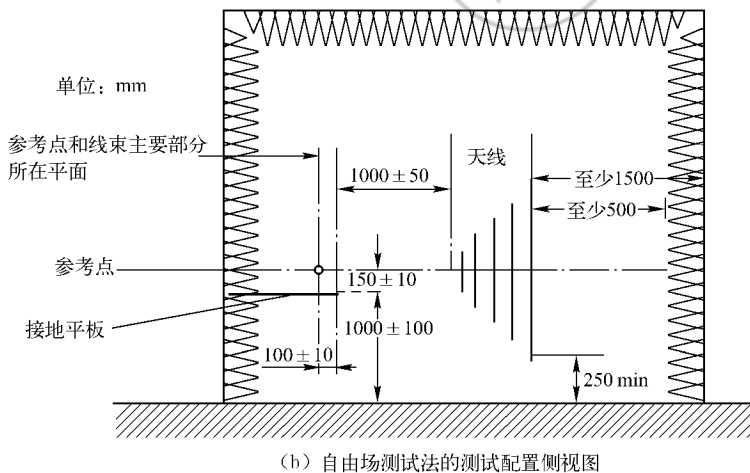 单位：mm
参考点和线束主要部分
所在平面
1000±50
天线
至少1500
至少500
参考点
150±10
接地平板
1000±100
100±10
250 min
（b）自由场测试法的测试配置侧视图